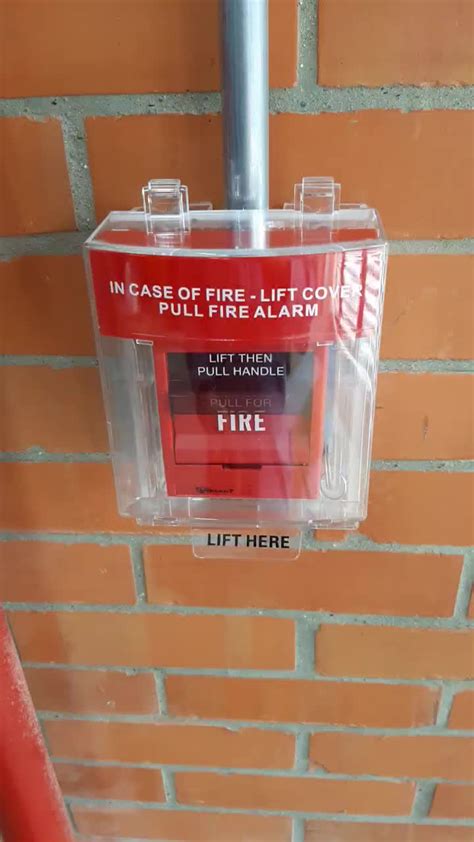 IN CASE OF FIRE - LIFT COVER
PULL FIRE ALARM
LIFT THEN
PULL HANDLE
PULL FOR
FIRE
LIFT HERE